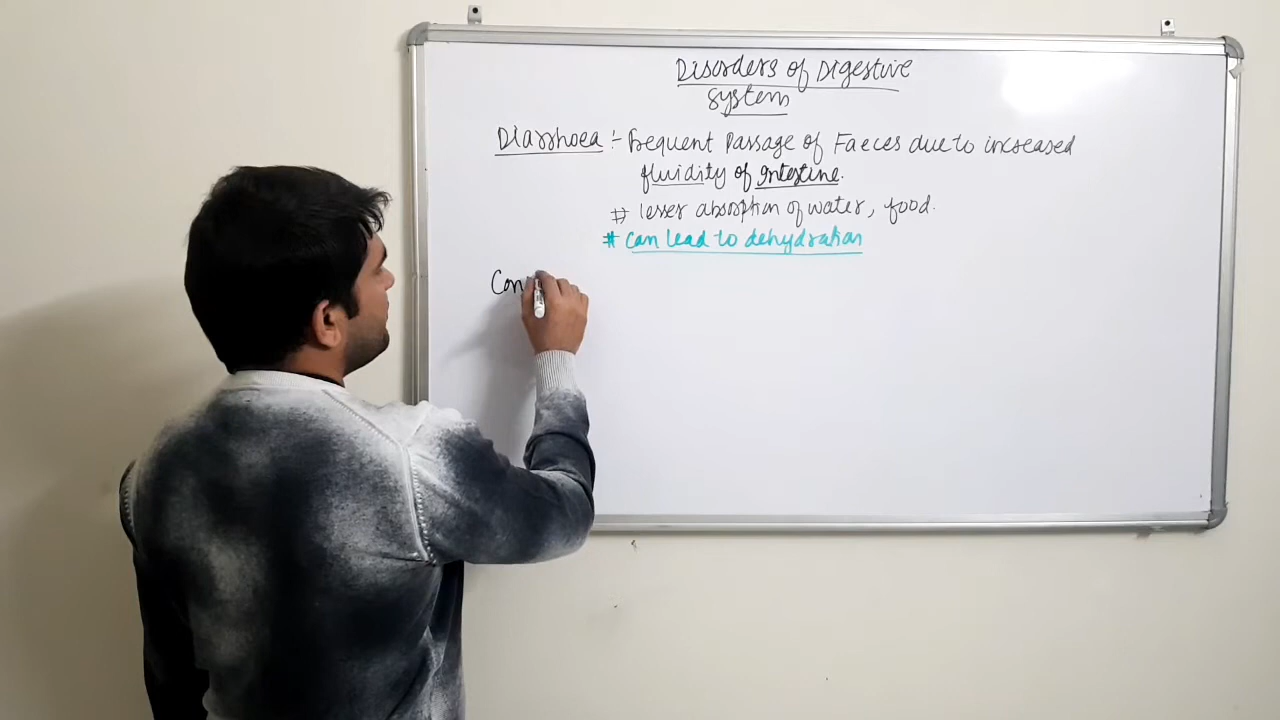 Disorders of Digestive
System
Diarrhoea :- Frequent Passage of Faeces due to increased
fluidity of Intestine.
# lesser absorption of water, food.
# Can lead to dehydration
Con